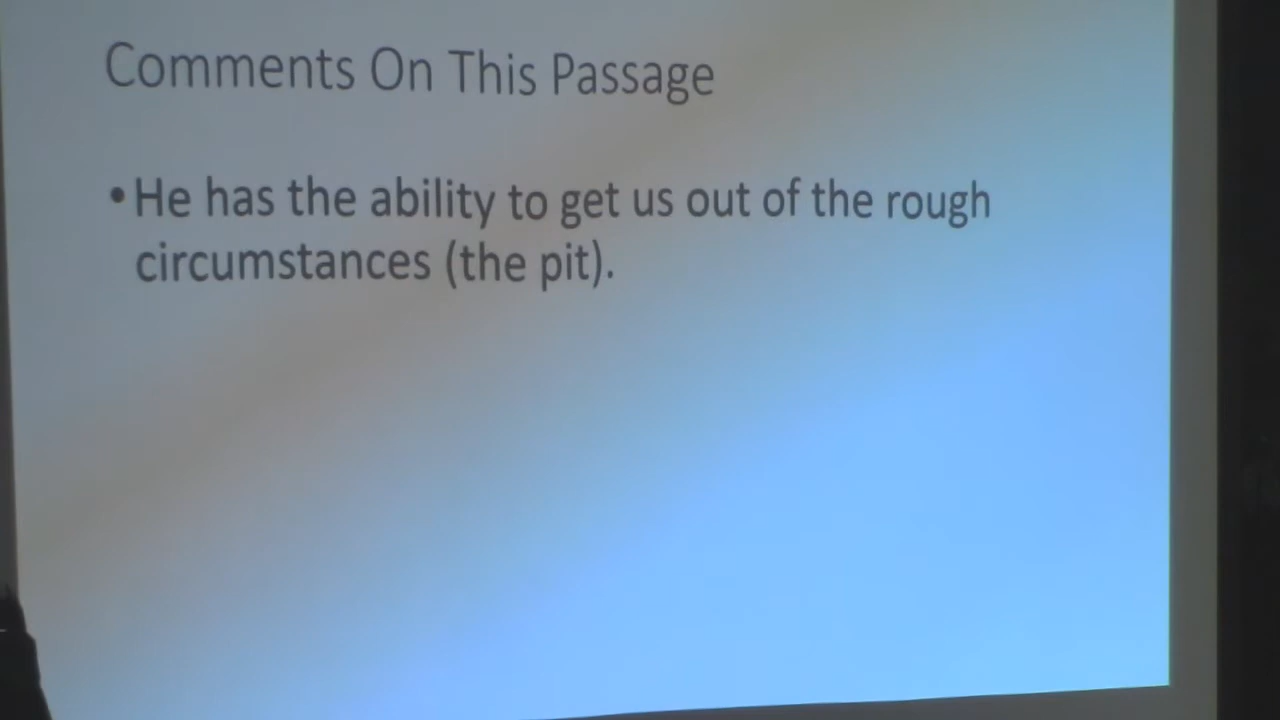 Comments On This Passage
•He has the ability to get us out of the rough
circumstances (the pit).